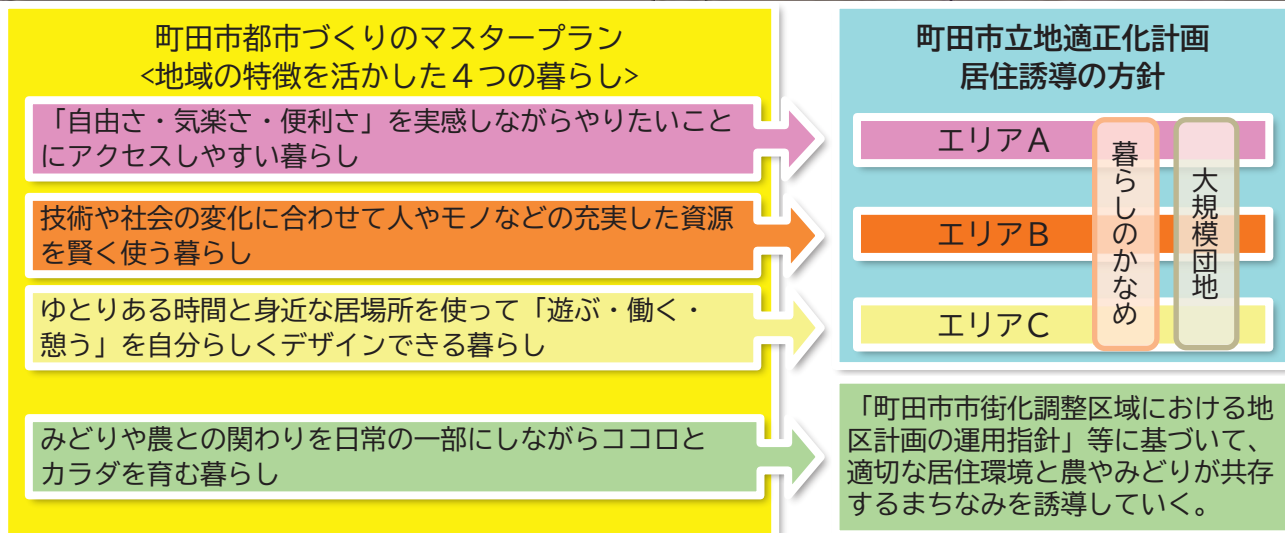 町田市都市づくりのマスタープラン
<地域の特徴を活かした４つの暮らし>
「自由さ・気楽さ・便利さ」を実感しながらやりたいこと
にアクセスしやすい暮らし
技術や社会の変化に合わせて人やモノなどの充実した資源
を賢く使う暮らし
ゆとりある時間と身近な居場所を使って「遊ぶ・働く・
憩う」を自分らしくデザインできる暮らし
みどりや農との関わりを日常の一部にしながらココロと
カラダを育む暮らし
町田市立地適正化計画
居住誘導の方針
エリアＡ
エリアＢ
エリアＣ
暮らしのかなめ
大規模団地
「町田市市街化調整区域における地
区計画の運用指針」等に基づいて、
適切な居住環境と農やみどりが共存
するまちなみを誘導していく。